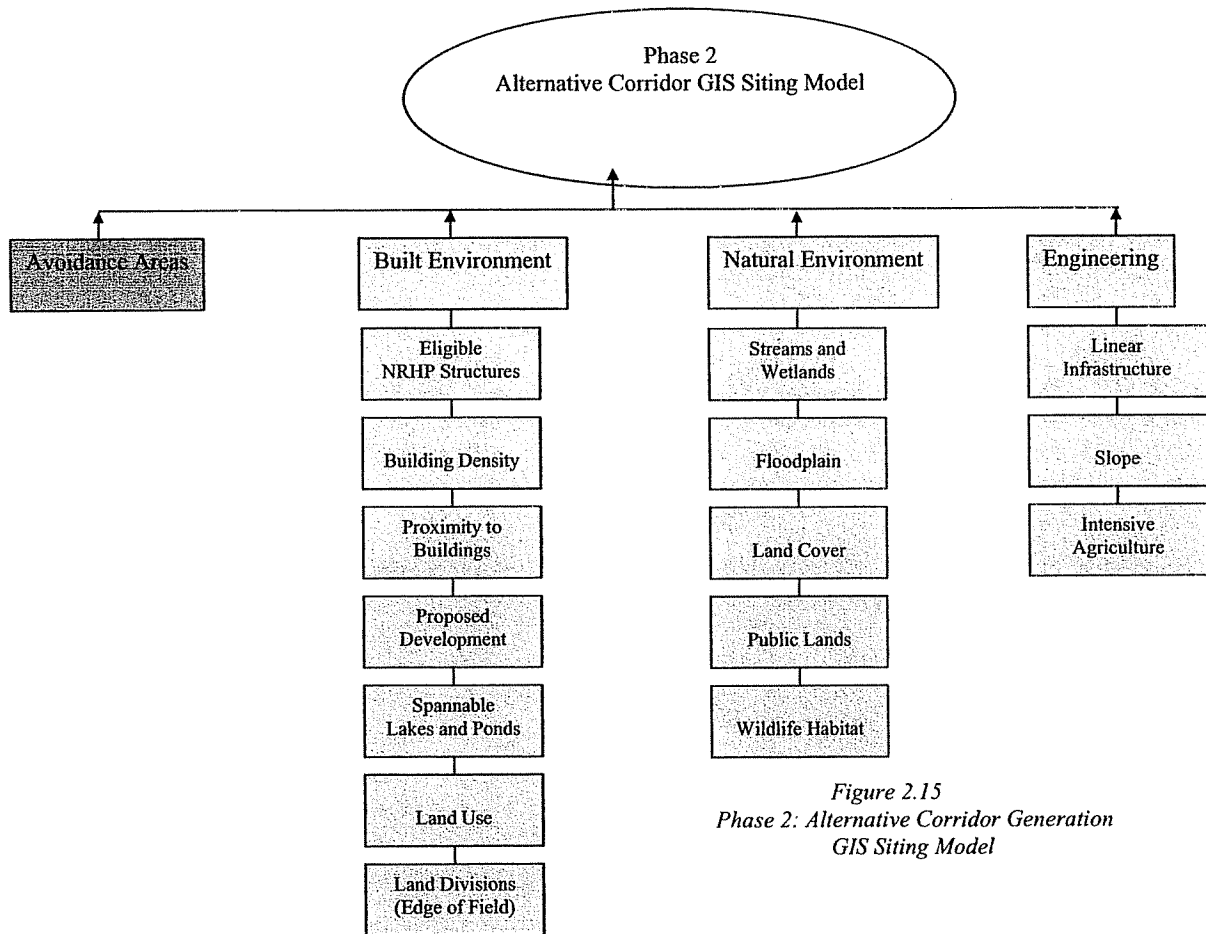 Phase 2
Alternative Corridor GIS Siting Model
Avoidance Areas
Built Environment
Eligible
NRHP Structures
Building Density
Proximity to
Buildings
Proposed
Development
Spannable
Lakes and Ponds
Land Use
Land Divisions
(Edge of Field)
Natural Environment
Streams and
Wetlands
Floodplain
Land Cover
Public Lands
Wildlife Habitat
Engineering
Linear
Infrastructure
Slope
Intensive
Agriculture
Figure 2.15
Phase 2: Alternative Corridor Generation
GIS Siting Model